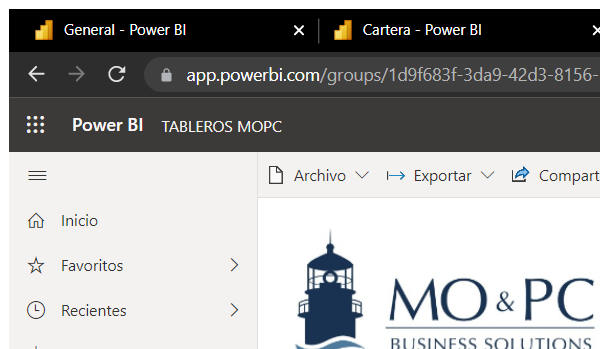 General - Power BI
Cartera - Power BI
app.powerbi.com/groups/1d9f683f-3da9-42d3-8156-
Power BI TABLEROS MOPC
Archivo Exportar Compart
Inicio
Favoritos
Recientes
MO&PC
BUSINESS SOLUTIONS